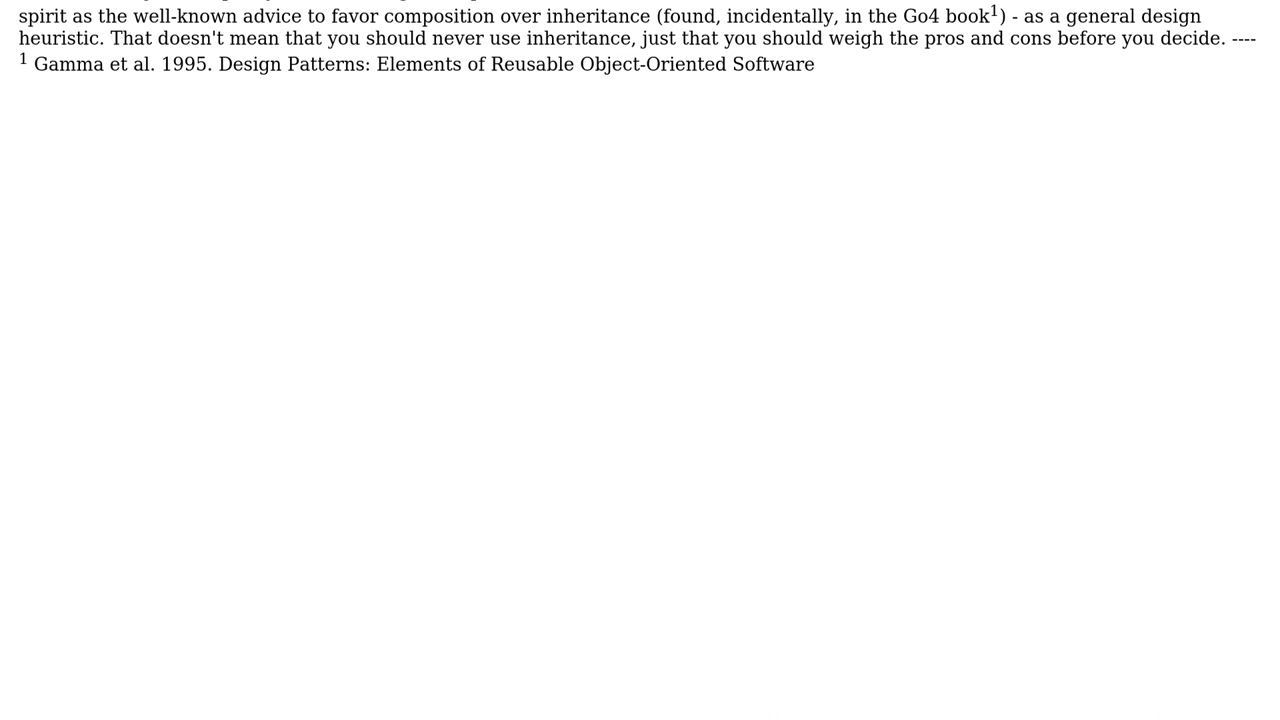 spirit as the well-known advice to favor composition over inheritance (found, incidentally, in the Go4 book1) - as a general design
heuristic. That doesn't mean that you should never use inheritance, just that you should weigh the pros and cons before you decide. ----
1 Gamma et al. 1995. Design Patterns: Elements of Reusable Object-Oriented Software